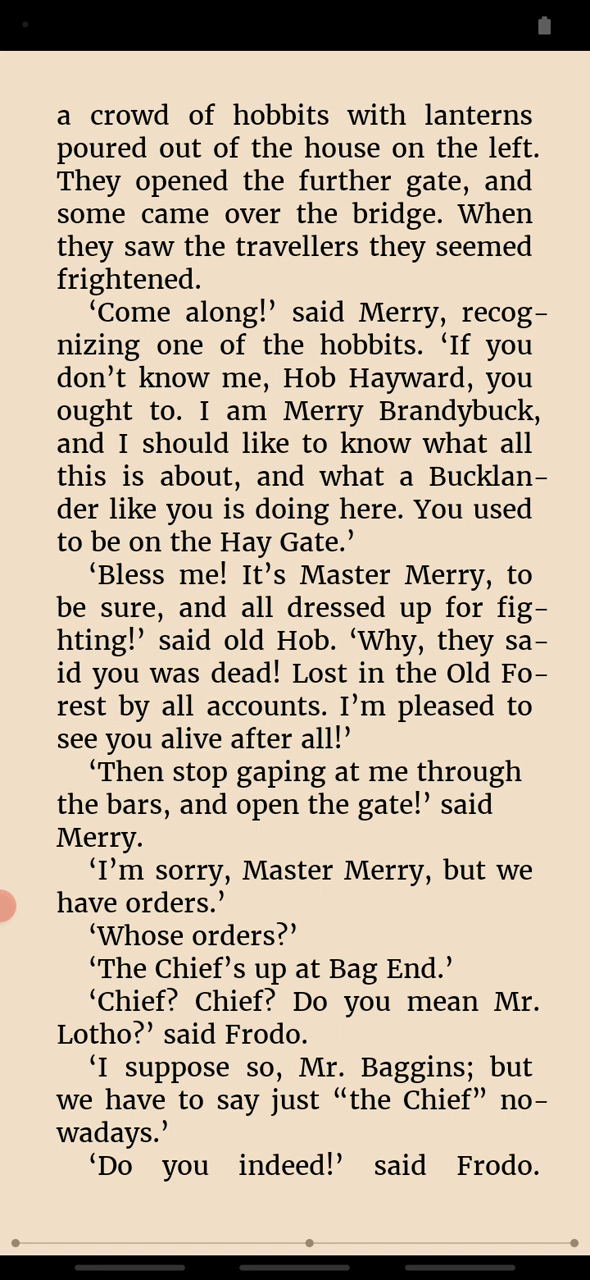 a crowd of hobbits with lanterns
poured out of the house on the left.
They opened the further gate, and
some came over the bridge. When
they saw the travellers they seemed
frightened.
‘Come along!’ said Merry, recog-
nizing one of the hobbits. ‘If you
don’t know me, Hob Hayward, you
ought to. I am Merry Brandybuck,
and I should like to know what all
this is about, and what a Bucklan-
der like you is doing here. You used
to be on the Hay Gate.’
‘Bless me! It’s Master Merry, to
be sure, and all dressed up for fig-
hting!’ said old Hob. ‘Why, they sa-
id you was dead! Lost in the Old Fo-
rest by all accounts. I’m pleased to
see you alive after all!’
‘Then stop gaping at me through
the bars, and open the gate!’ said
Merry.
‘I’m sorry, Master Merry, but we
have orders.’
‘Whose orders?’
‘The Chief’s up at Bag End.’
‘Chief? Chief? Do you mean Mr.
Lotho?’ said Frodo.
‘I suppose so, Mr. Baggins; but
we have to say just “the Chief” no-
wadays.’
‘Do you indeed!’ said Frodo.